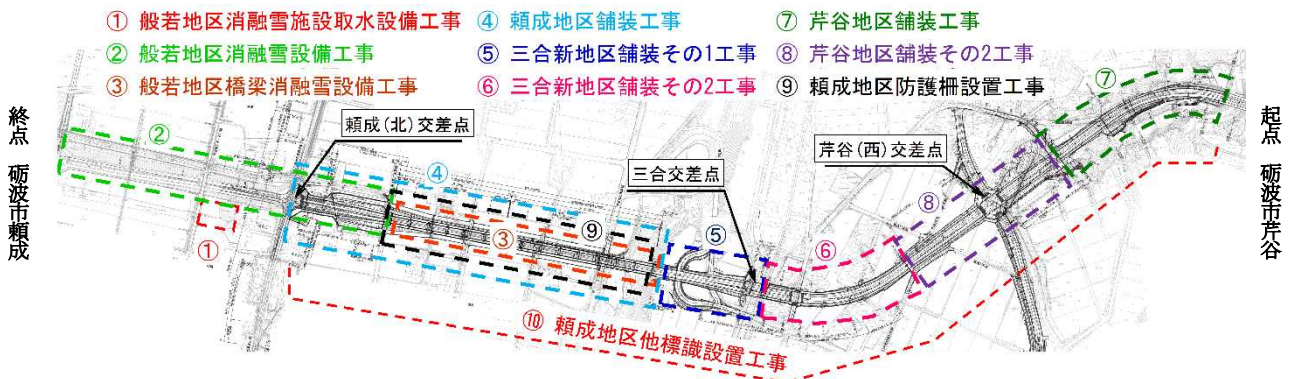 ① 般若地区消融雪施設取水設備工事 ④ 頼成地区舗装工事 ⑦ 芹谷地区舗装工事
② 般若地区消融雪設備工事 ⑤ 三合新地区舗装その1工事 ⑧ 芹谷地区舗装その2工事
③ 般若地区橋梁消融雪設備工事 ⑥ 三合新地区舗装その2工事 ⑨ 頼成地区防護柵設置工事
終点 砺波市頼成
起点 砺波市芹谷
頼成(北)交差点
三合交差点
芹谷(西)交差点
②
①
④
③
⑨
⑤
⑥
⑧
⑦
⑩ 頼成地区他標識設置工事